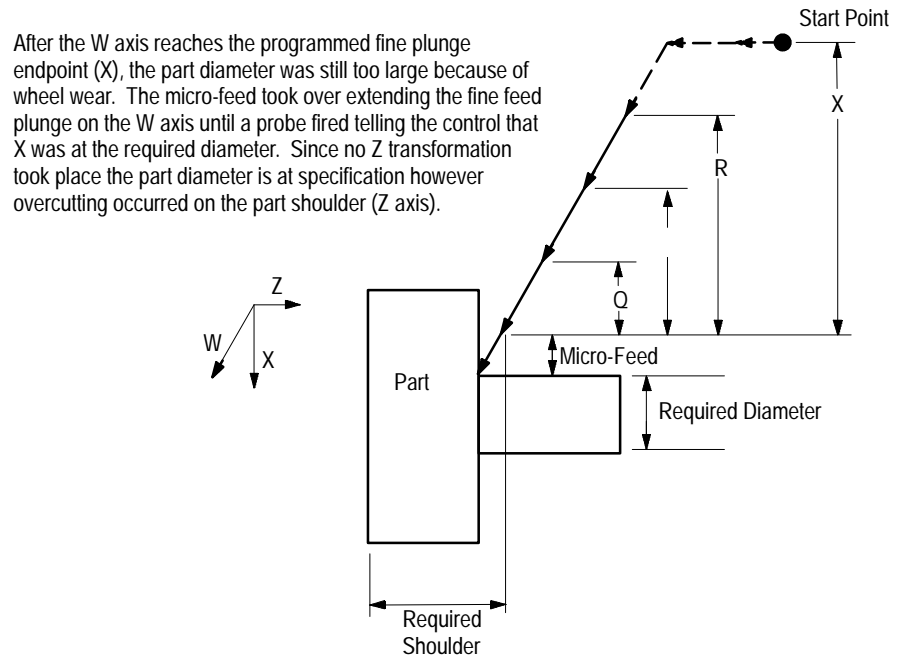 Start Point
After the W axis reaches the programmed fine plunge
endpoint (X), the part diameter was still too large because of
wheel wear. The micro-feed took over extending the fine feed
plunge on the W axis until a probe fired telling the control that
X was at the required diameter. Since no Z transformation
took place the part diameter is at specification however
overcutting occurred on the part shoulder (Z axis).
X
R
Q
Z
W
X
Micro-Feed
Part
Required Diameter
Required
Shoulder